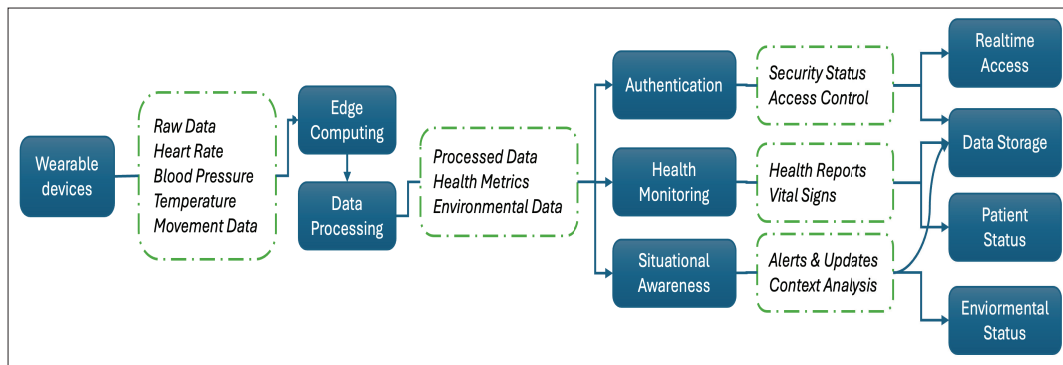 Wearable
devices
Raw Data
Heart Rate
Blood Pressure
Temperature
Movement Data
Edge
Computing
Data
Processing
Processed Data
Health Metrics
Environmental Data
Authentication
Health
Monitoring
Situational
Awareness
Security Status
Access Control
Health Reports
Vital Signs
Alerts & Updates
Context Analysis
Realtime
Access
Data Storage
Patient
Status
Enviormental
Status